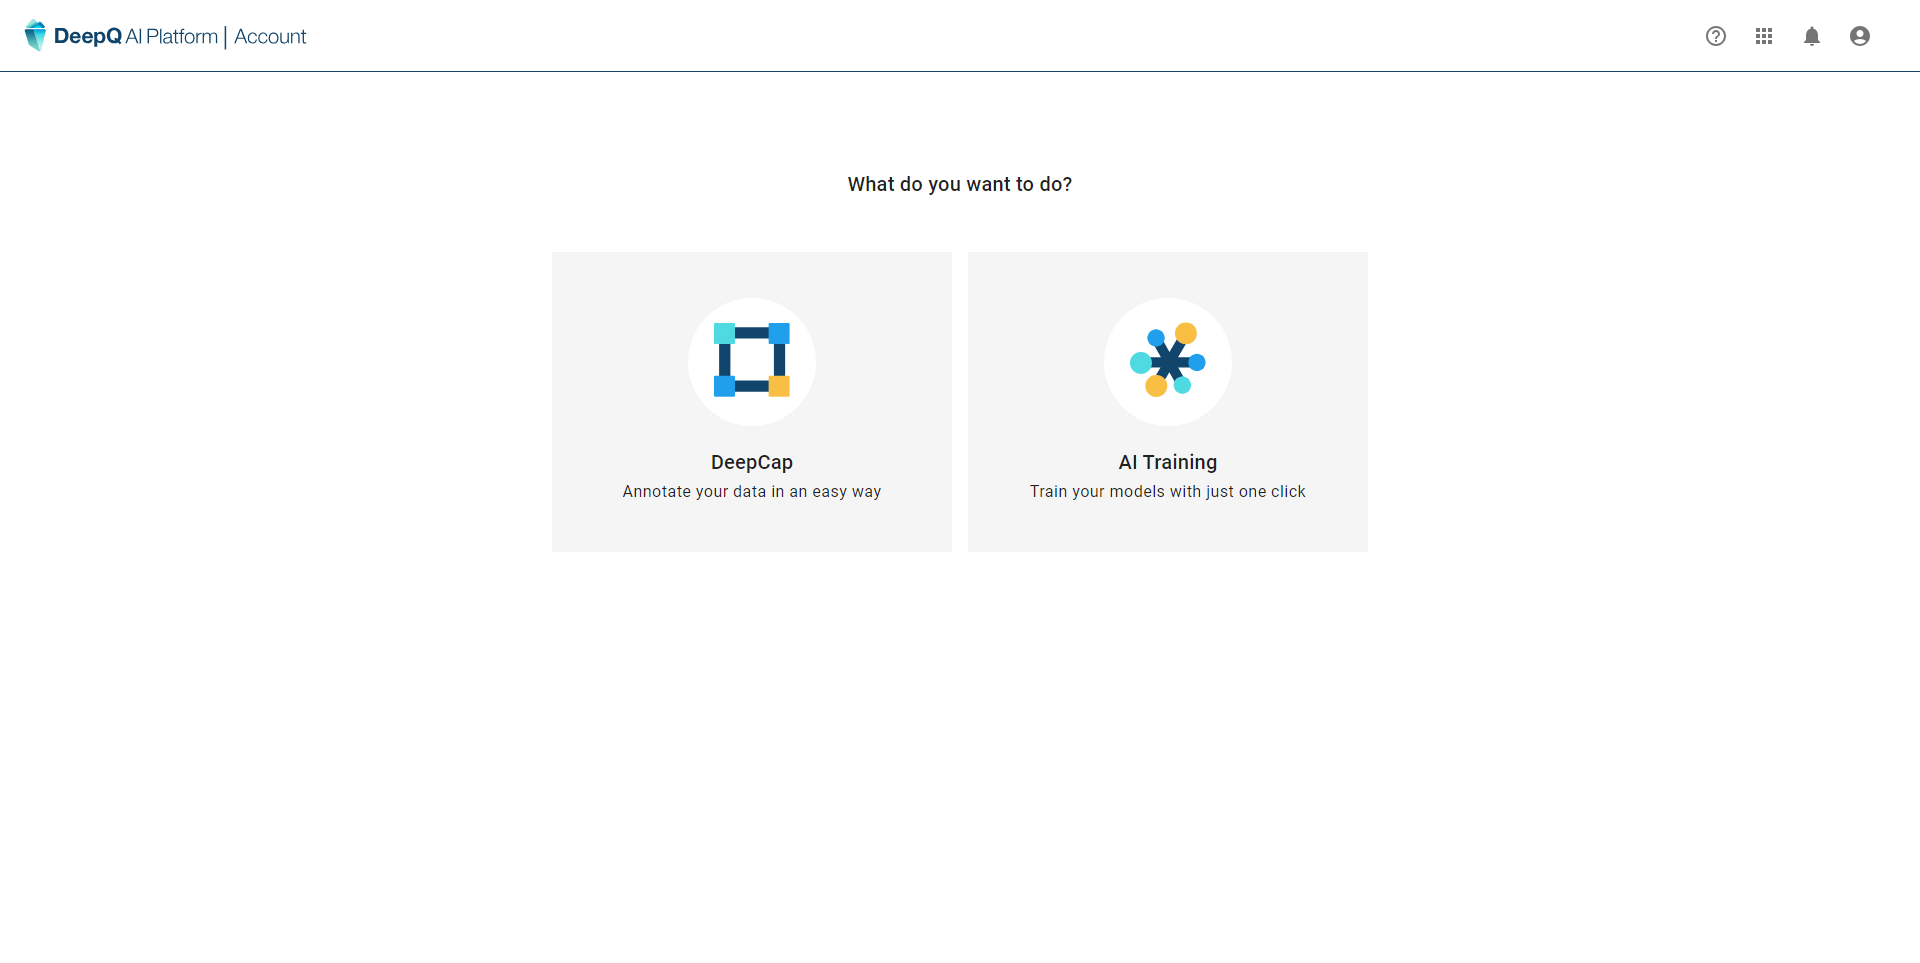 DeepQ AI Platform | Account
What do you want to do?
DeepCap
Annotate your data in an easy way
AI Training
Train your models with just one click